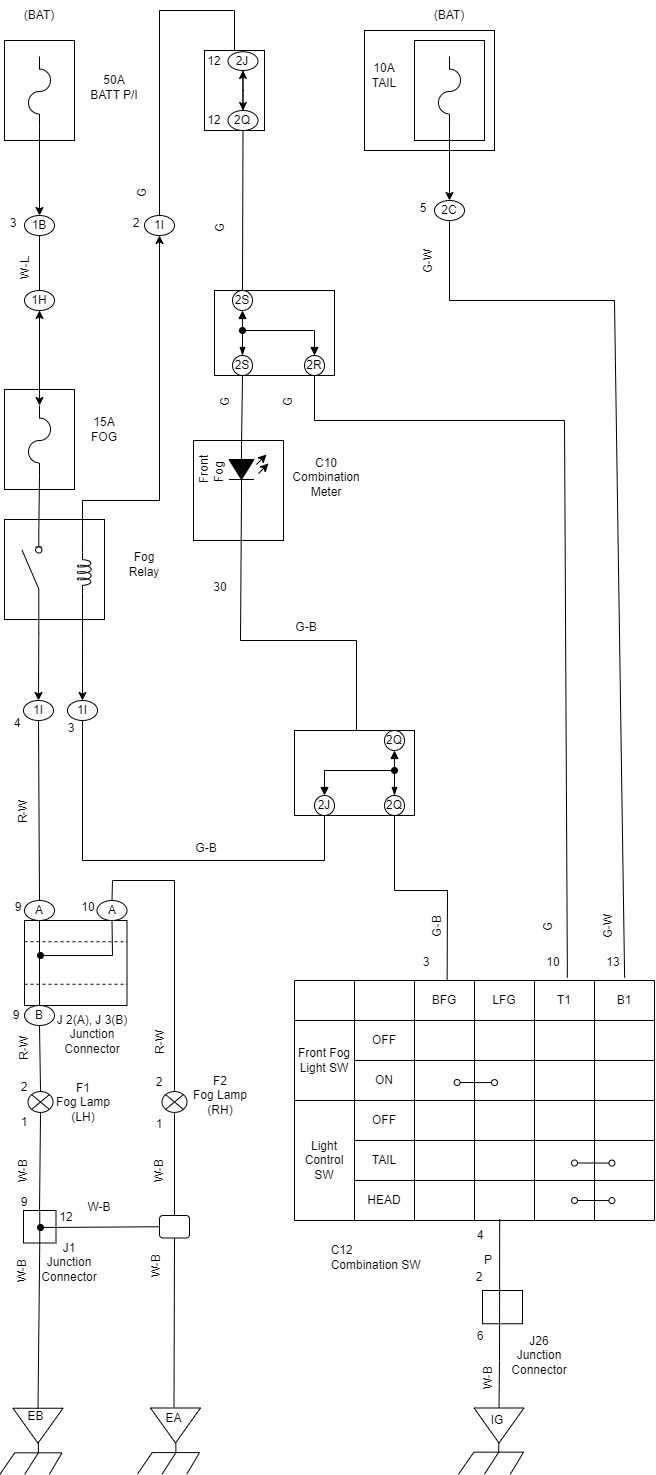 (BAT)
(BAT)
50A
BATT P/I
12
2J
12
2Q
10A
TAIL
3
1B
G
2
1I
G
5
2C
G-W
W-L
1H
2S
2S
2R
G
G
15A
FOG
Front
Fog
C10
Combination
Meter
Fog
Relay
30
G-B
4
1I
3
1I
2Q
2J
2Q
R-W
G-B
9
A
10
A
G-B
G
G-W
3
10
13
9
B
J 2(A), J 3(B)
Junction
Connector
R-W
R-W
BFG
LFG
T1
B1
Front Fog
Light SW
OFF
ON
Light
Control
SW
OFF
TAIL
HEAD
2
F1
Fog Lamp
(LH)
1
2
F2
Fog Lamp
(RH)
1
W-B
W-B
9
12
W-B
J1
Junction
Connector
W-B
W-B
C12
Combination SW
4
P
2
6
J26
Junction
Connector
W-B
EB
EA
IG